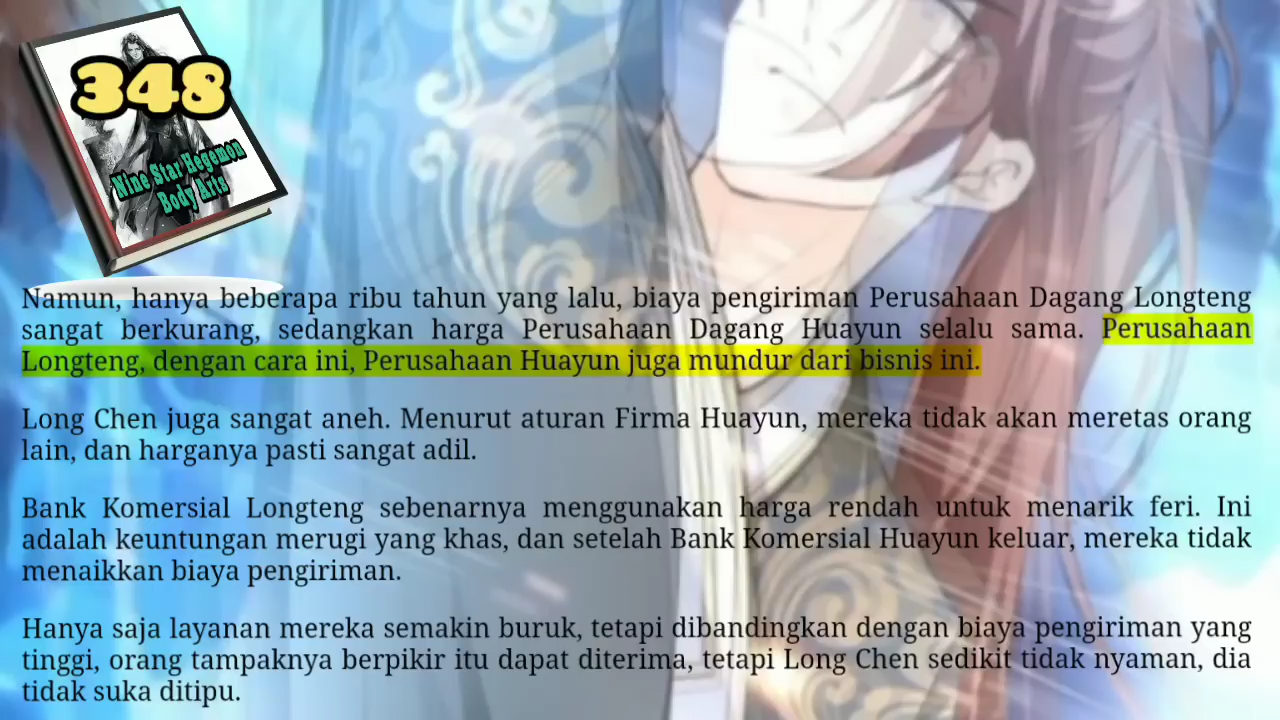 348
Nine Star Hegemon
Body Arts
Namun, hanya beberapa ribu tahun yang lalu, biaya pengiriman Perusahaan Dagang Longteng
sangat berkurang, sedangkan harga Perusahaan Dagang Huayun selalu sama. Perusahaan
Longteng, dengan cara ini, Perusahaan Huayun juga mundur dari bisnis ini.
Long Chen juga sangat aneh. Menurut aturan Firma Huayun, mereka tidak akan meretas orang
lain, dan harganya pasti sangat adil.
Bank Komersial Longteng sebenarnya menggunakan harga rendah untuk menarik feri. Ini
adalah keuntungan merugi yang khas, dan setelah Bank Komersial Huayun keluar, mereka tidak
menaikkan biaya pengiriman.
Hanya saja layanan mereka semakin buruk, tetapi dibandingkan dengan biaya pengiriman yang
tinggi, orang tampaknya berpikir itu dapat diterima, tetapi Long Chen sedikit tidak nyaman, dia
tidak suka ditipu.